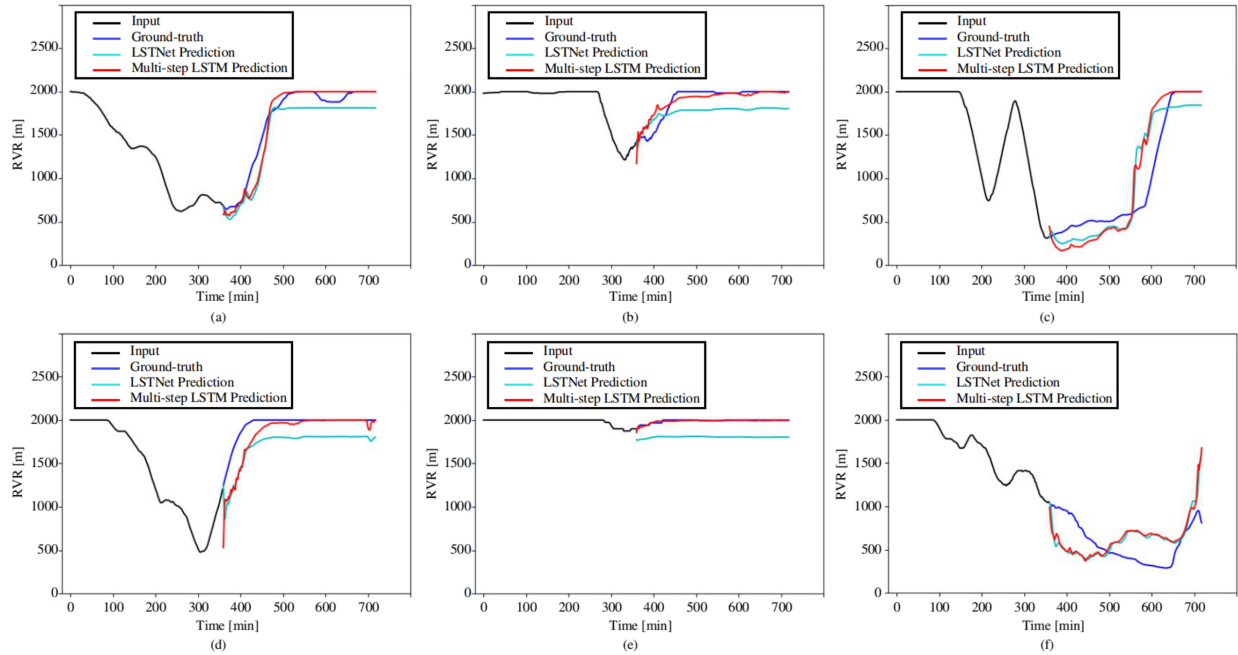 Input
Ground-truth
LSTNet Prediction
Multi-step LSTM Prediction
2500
2000
1500
1000
500
0
RVR [m]
0 100 200 300 400 500 600 700
Time [min]
(a)
Input
Ground-truth
LSTNet Prediction
Multi-step LSTM Prediction
2500
2000
1500
1000
500
0
RVR [m]
0 100 200 300 400 500 600 700
Time [min]
(b)
Input
Ground-truth
LSTNet Prediction
Multi-step LSTM Prediction
2500
2000
1500
1000
500
0
RVR [m]
0 100 200 300 400 500 600 700
Time [min]
(c)
Input
Ground-truth
LSTNet Prediction
Multi-step LSTM Prediction
2500
2000
1500
1000
500
0
RVR [m]
0 100 200 300 400 500 600 700
Time [min]
(d)
Input
Ground-truth
LSTNet Prediction
Multi-step LSTM Prediction
2500
2000
1500
1000
500
0
RVR [m]
0 100 200 300 400 500 600 700
Time [min]
(e)
Input
Ground-truth
LSTNet Prediction
Multi-step LSTM Prediction
2500
2000
1500
1000
500
0
RVR [m]
0 100 200 300 400 500 600 700
Time [min]
(f)